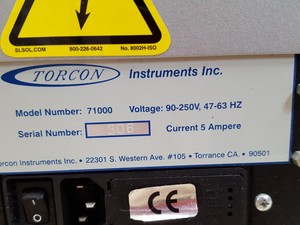 SLSOL.COM 800-226-0642 No. 8002H-ISO
TORCON Instruments Inc.
Model Number: 71000 Voltage: 90-250V, 47-63 HZ
Serial Number: 306 Current 5 Ampere
orcon Instruments Inc. • 22301 S. Western Ave. #105 • Torrance CA. • 90501
CE